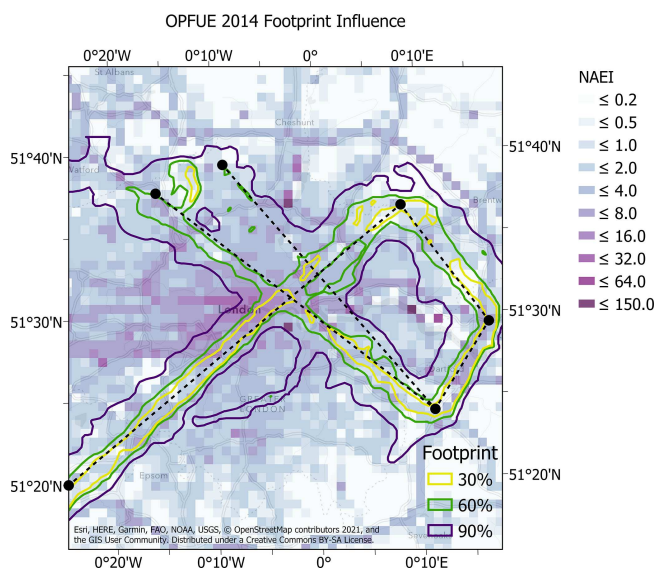 OPFUE 2014 Footprint Influence
0°20'W 0°10'W 0° 0°10'E
NAEI
≤ 0.2
≤ 0.5
≤ 1.0
≤ 2.0
≤ 4.0
≤ 8.0
≤ 16.0
≤ 32.0
≤ 64.0
≤ 150.0
St Albans
Cheshunt
51°40'N 51°40'N
Watford
Brentw
51°30'N 51°30'N
London
Dartf
GREATER
LONDON
51°20'N 51°20'N
Epsom
Footprint
30%
60%
90%
Esri, HERE, Garmin, FAO, NOAA, USGS, © OpenStreetMap contributors 2021, and
the GIS User Community. Distributed under a Creative Commons BY-SA License.
0°20'W 0°10'W 0° 0°10'E